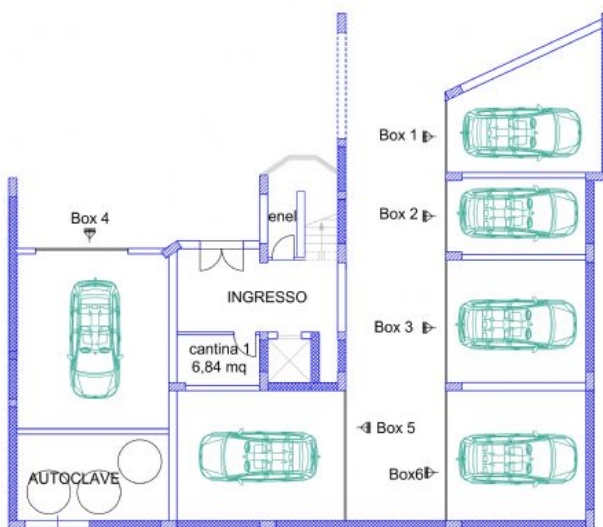 Box 1
Box 2
enel
Box 4
INGRESSO
Box 3
cantina 1
6,84 mq
Box 5
Box6
AUTOCLAVE